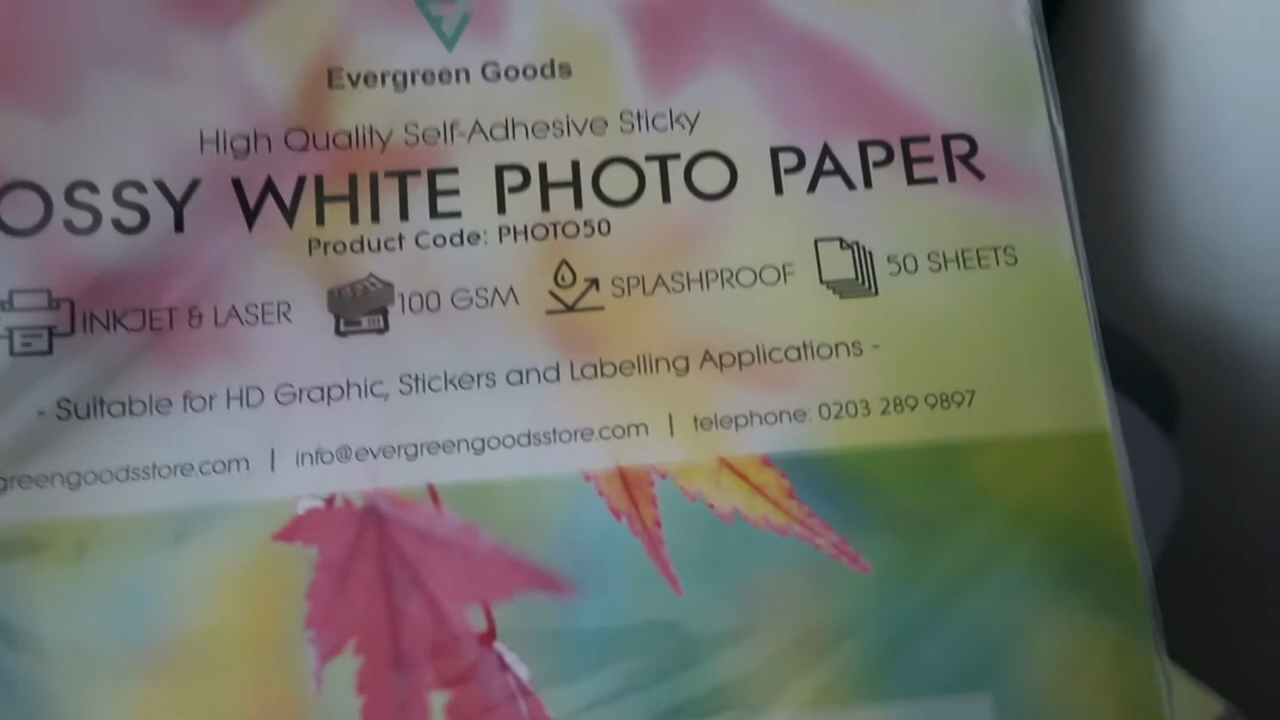 Evergreen Goods
High Quality Self-Adhesive Sticky
OSSY WHITE PHOTO PAPER
Product Code: PHOTO50
INKJET & LASER 100 GSM SPLASHPROOF 50 SHEETS
- Suitable for HD Graphic, Stickers and Labelling Applications -
greengoodsstore.com | info@evergreengoodsstore.com | telephone: 0203 289 9897